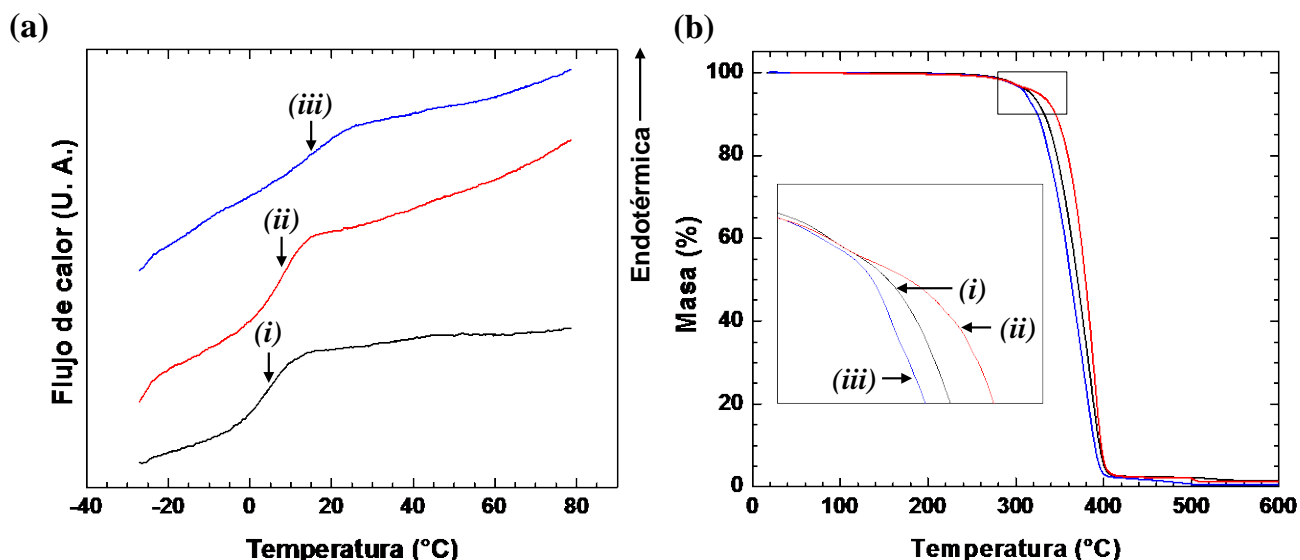 (a)
Flujo de calor (U. A.)
(iii)
(ii)
(i)
Endotérmica
-40 -20 0 20 40 60 80
Temperatura (°C)
(b)
Masa (%)
100
80
60
40
20
0
(i)
(ii)
(iii)
0 100 200 300 400 500 600
Temperatura (°C)